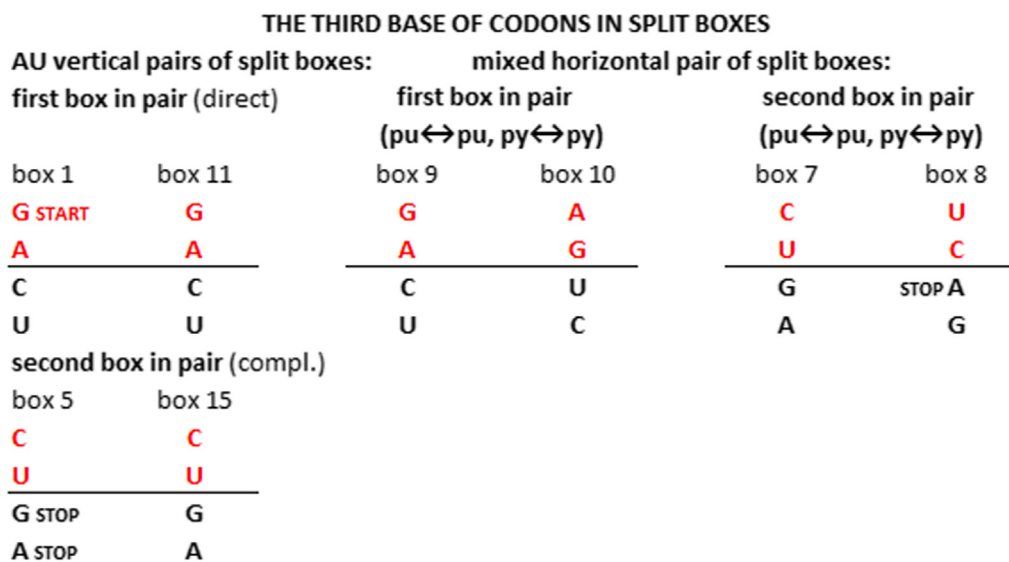 THE THIRD BASE OF CODONS IN SPLIT BOXES
AU vertical pairs of split boxes: mixed horizontal pair of split boxes:
first box in pair (direct) first box in pair second box in pair
(pu↔pu, py↔py) (pu↔pu, py↔py)
box 1 box 11 box 9 box 10 box 7 box 8
G START G G A C U
A A A G U C
C C C U G STOP A
U U U C A G
second box in pair (compl.)
box 5 box 15
C C
U U
G STOP G
A STOP A